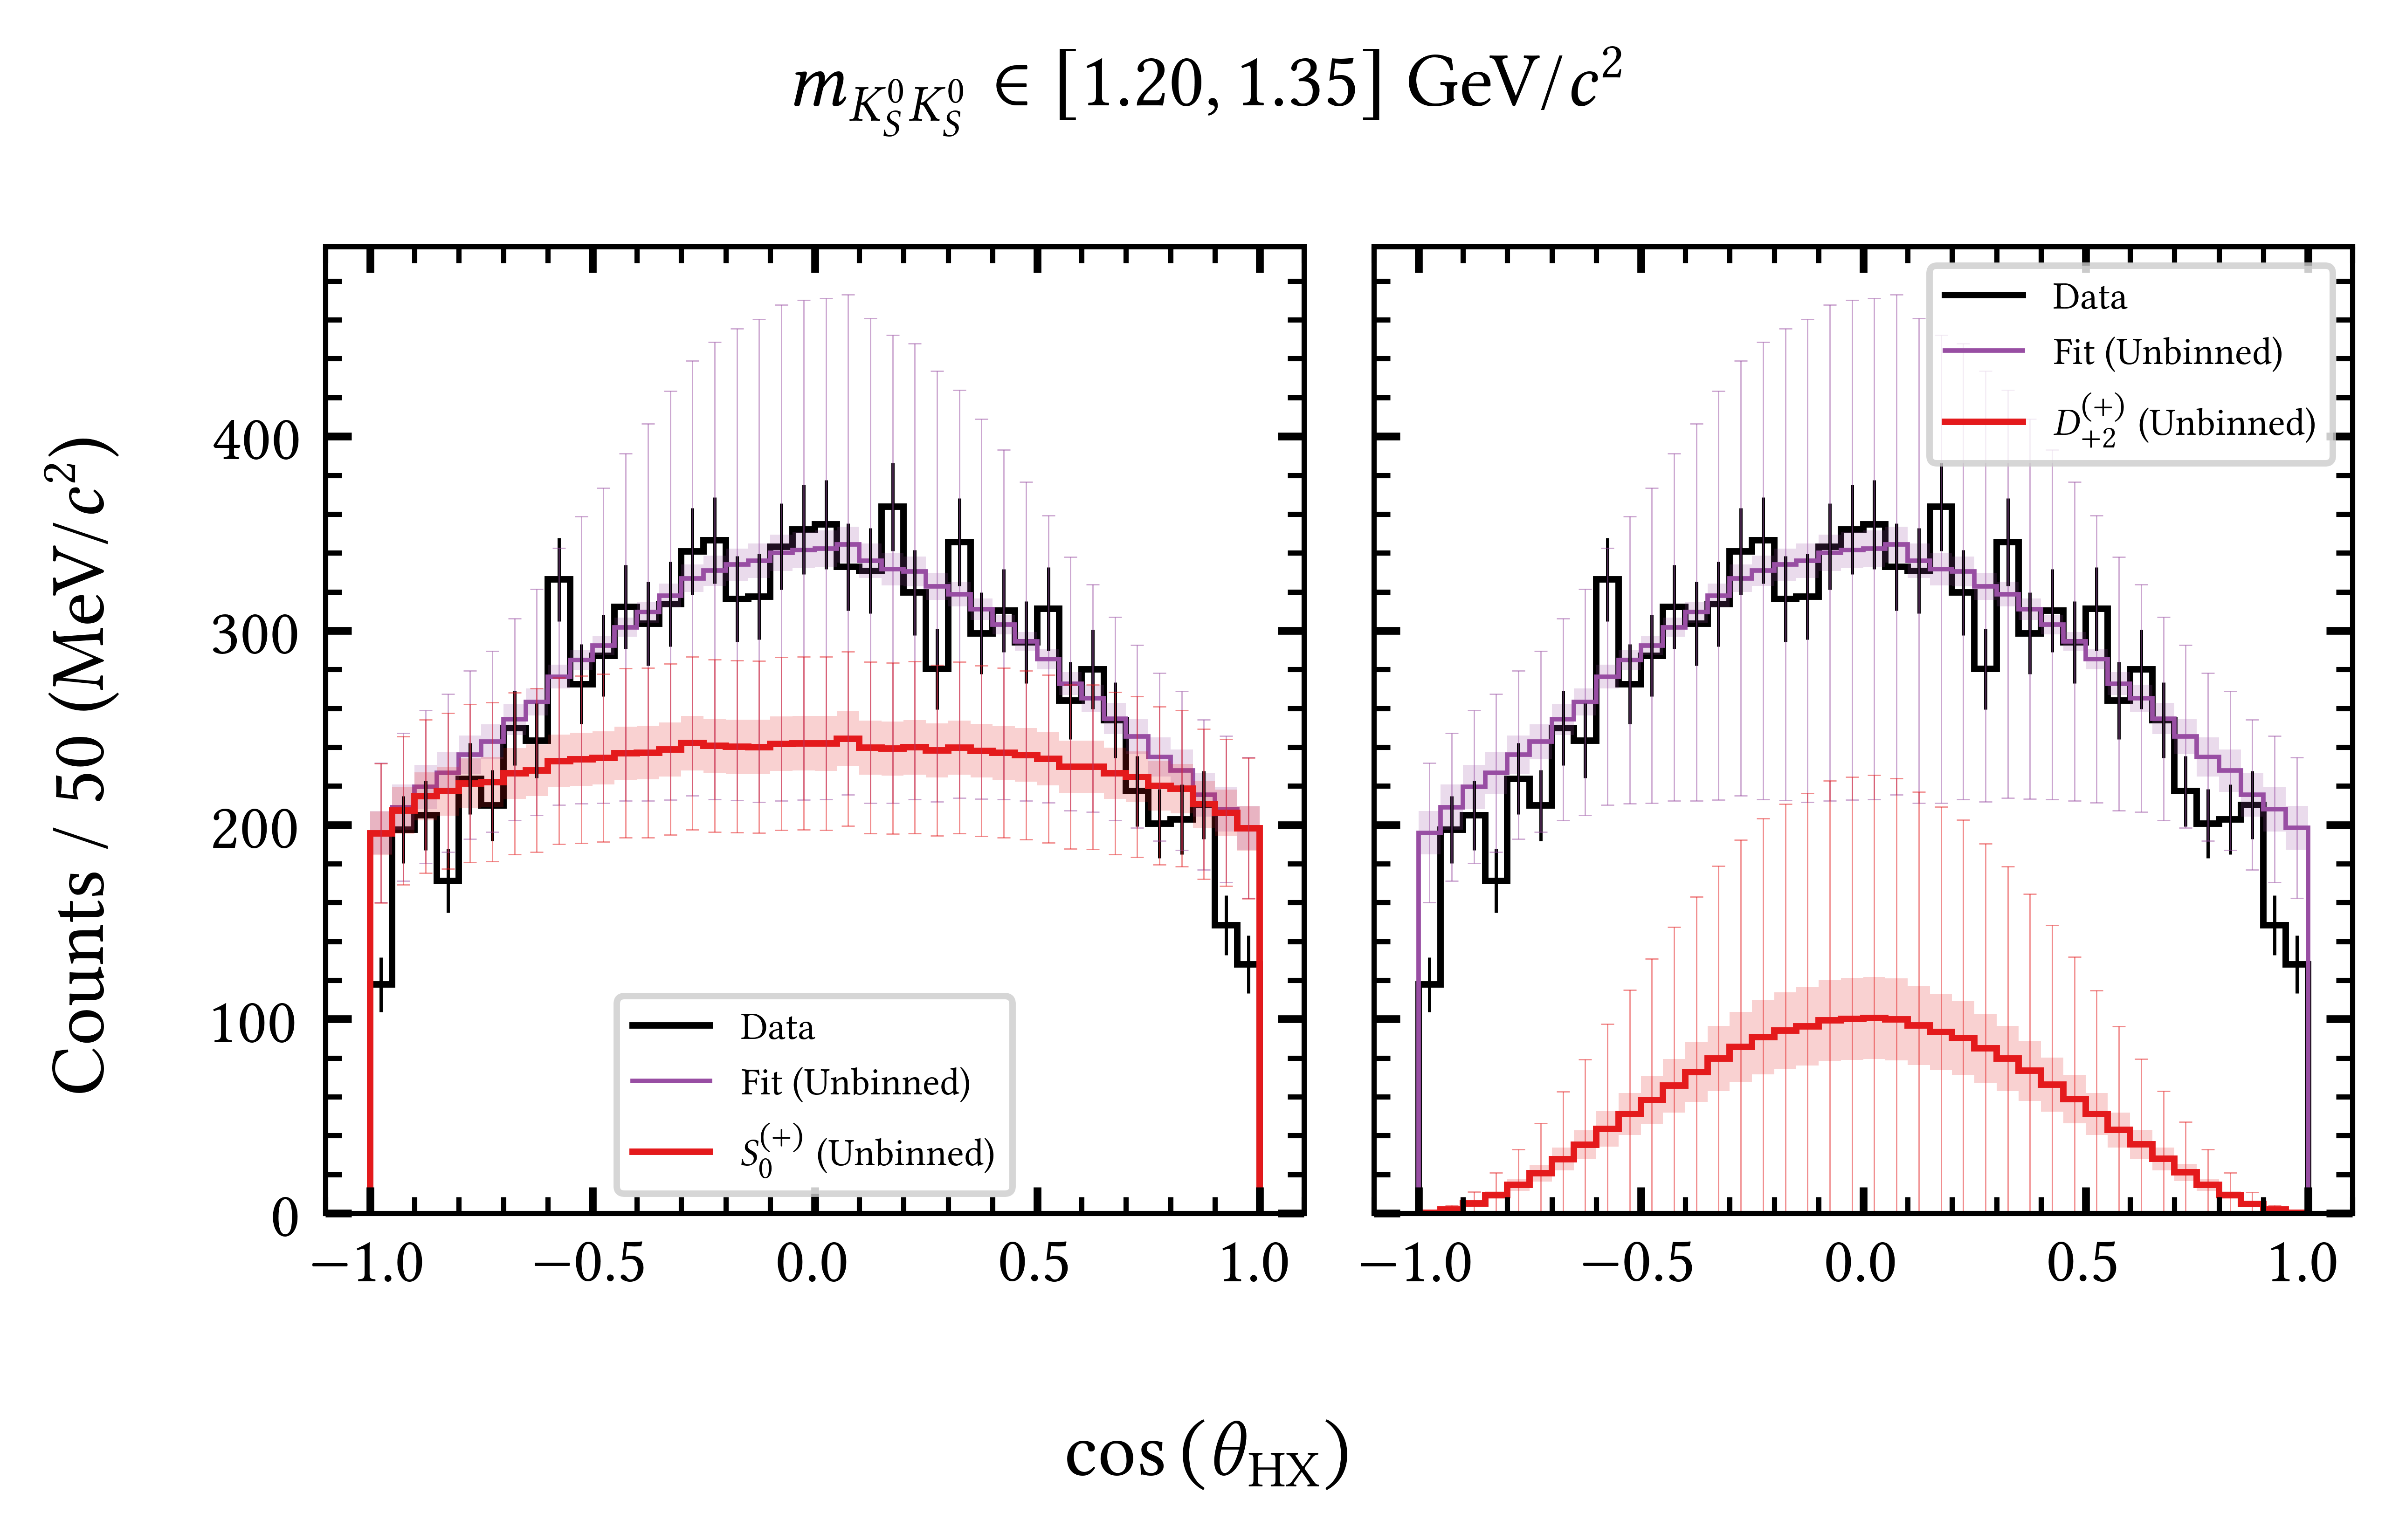 m_{K_S^0 K_S^0} ∈ [1.20, 1.35] GeV/c²
Counts / 50 (MeV/c²)
400
300
200
100
0
Data
Fit (Unbinned)
S_0^{(+)} (Unbinned)
−1.0 −0.5 0.0 0.5 1.0
Data
Fit (Unbinned)
D_{+2}^{(+)} (Unbinned)
−1.0 −0.5 0.0 0.5 1.0
cos (θ_{HX})